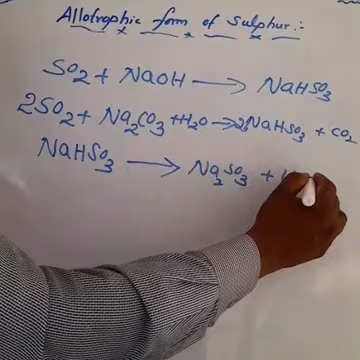 Allotrophic form of Sulphur:-
SO2 + NaOH → NaHSO3
2SO2 + Na2CO3 + H2O → 2NaHSO3 + CO2
NaHSO3 → Na2SO3 +